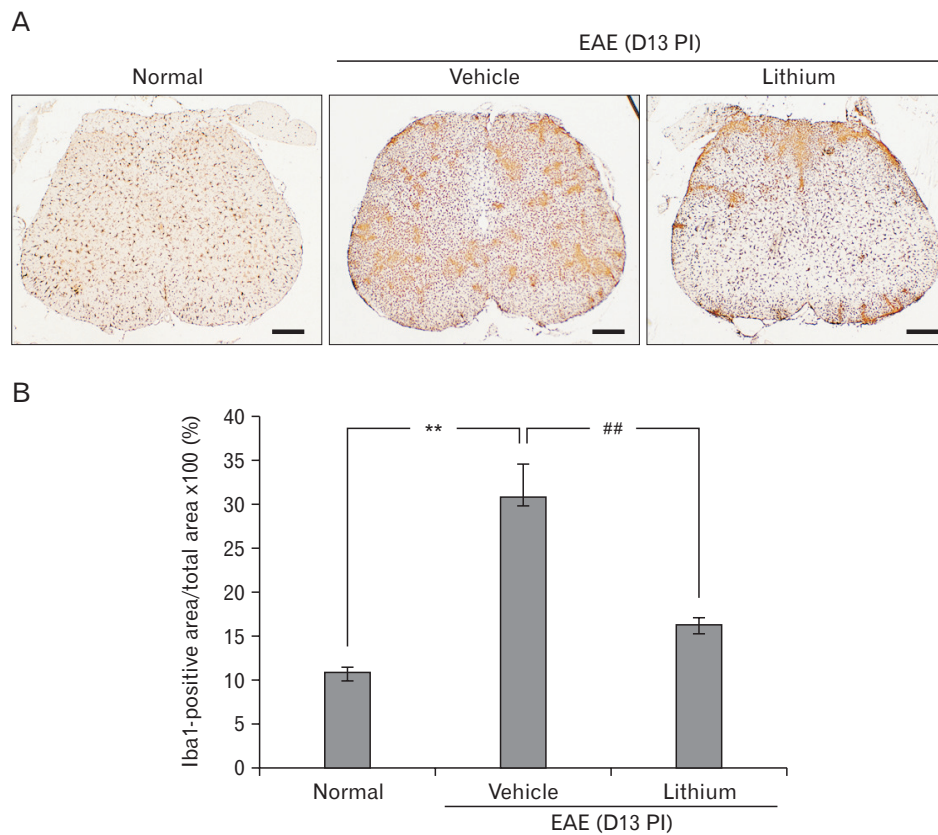 A
EAE (D13 PI)
Normal Vehicle Lithium
B
Iba1-positive area/total area x100 (%)
40
35
30
25
20
15
10
5
0
** ##
Normal Vehicle Lithium
EAE (D13 PI)